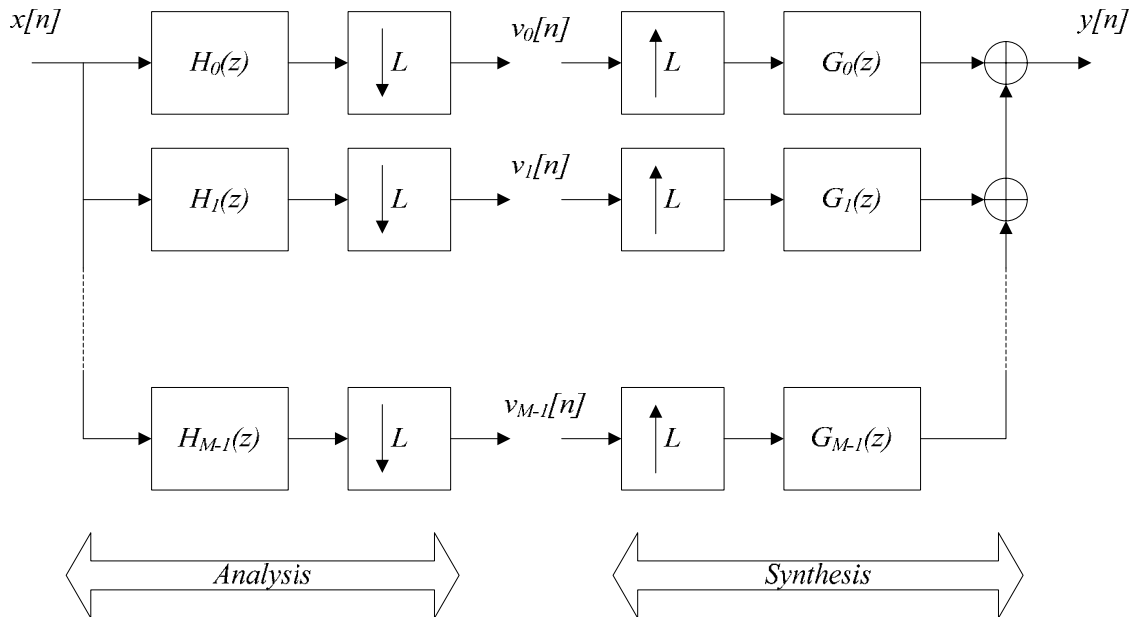 x[n] v0[n] y[n]
H0(z) L L G0(z)
v1[n]
H1(z) L L G1(z)
vM-1[n]
HM-1(z) L L GM-1(z)
Analysis Synthesis